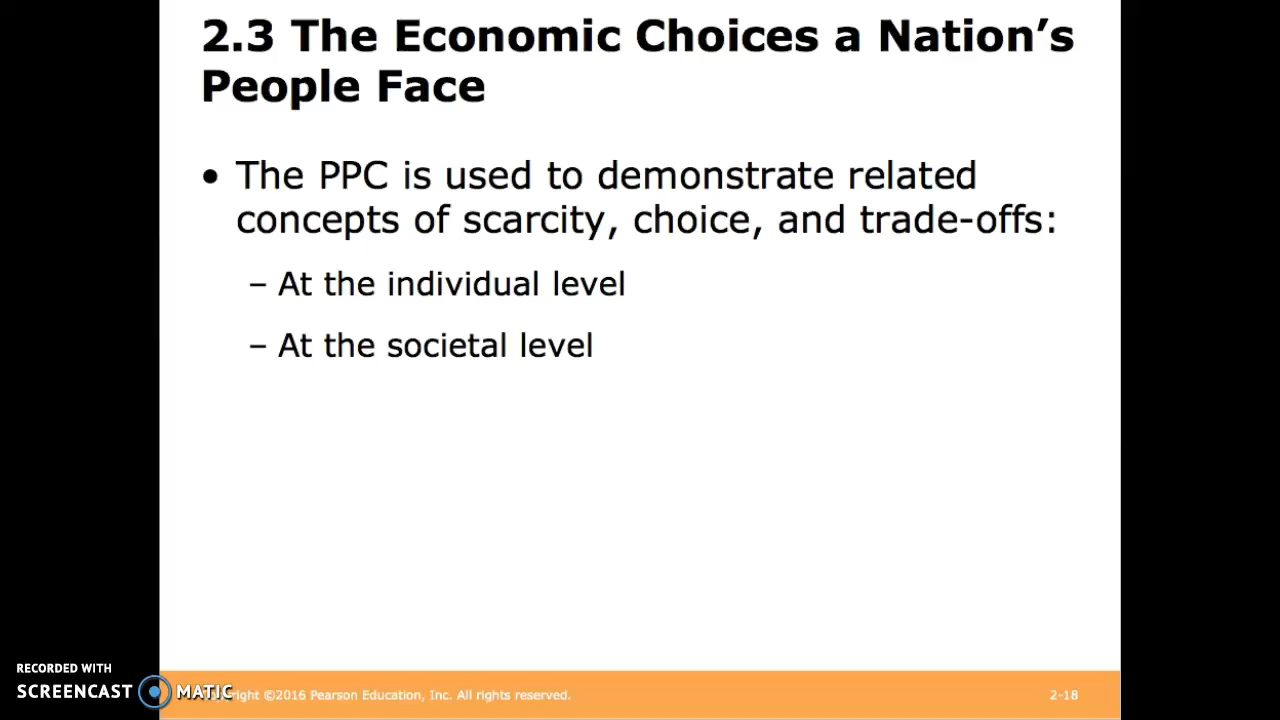 2.3 The Economic Choices a Nation’s
People Face
• The PPC is used to demonstrate related
concepts of scarcity, choice, and trade-offs:
– At the individual level
– At the societal level
RECORDED WITH
SCREENCAST MATIC
©2016 Pearson Education, Inc. All rights reserved.
2-18